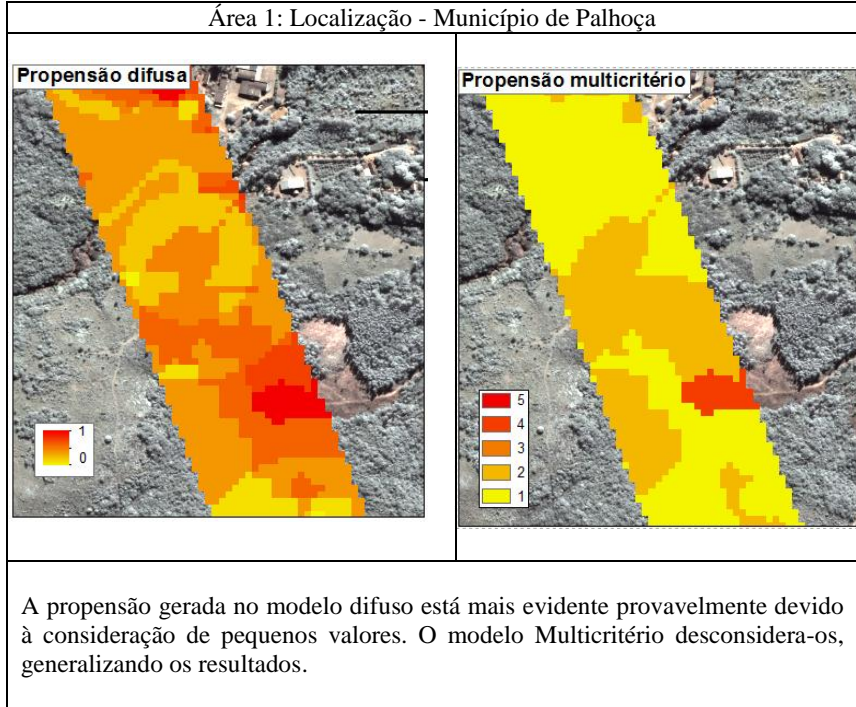 Área 1: Localização - Município de Palhoça
Propensão difusa
1
0
Propensão multicritério
5
4
3
2
1
A propensão gerada no modelo difuso está mais evidente provavelmente devido
à consideração de pequenos valores. O modelo Multicritério desconsidera-os,
generalizando os resultados.